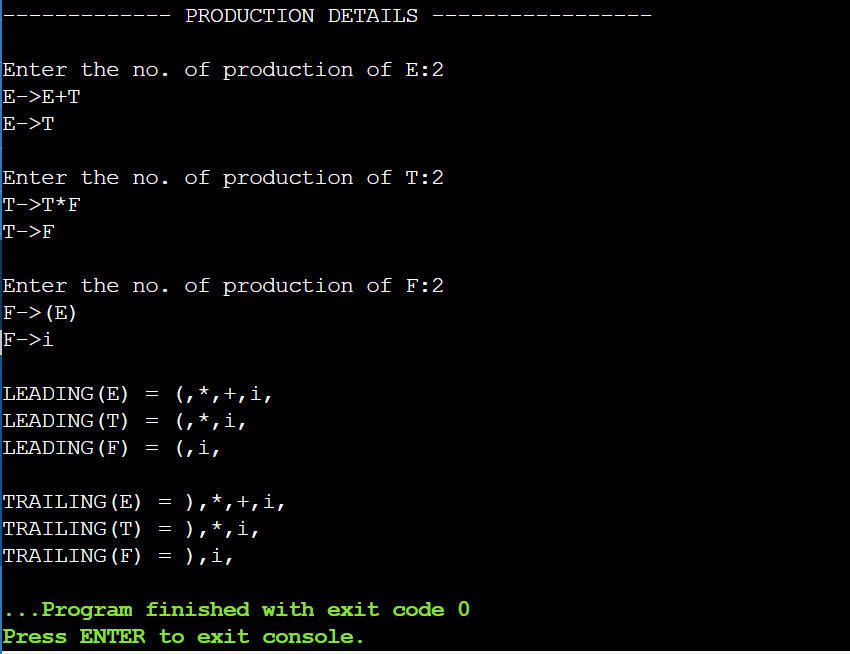 ------------- PRODUCTION DETAILS -----------------
Enter the no. of production of E:2
E->E+T
E->T
Enter the no. of production of T:2
T->T*F
T->F
Enter the no. of production of F:2
F->(E)
F->i
LEADING(E) = (,*,+,i,
LEADING(T) = (,*,i,
LEADING(F) = (,i,
TRAILING(E) = ),*,+,i,
TRAILING(T) = ),*,i,
TRAILING(F) = ),i,
...Program finished with exit code 0
Press ENTER to exit console.